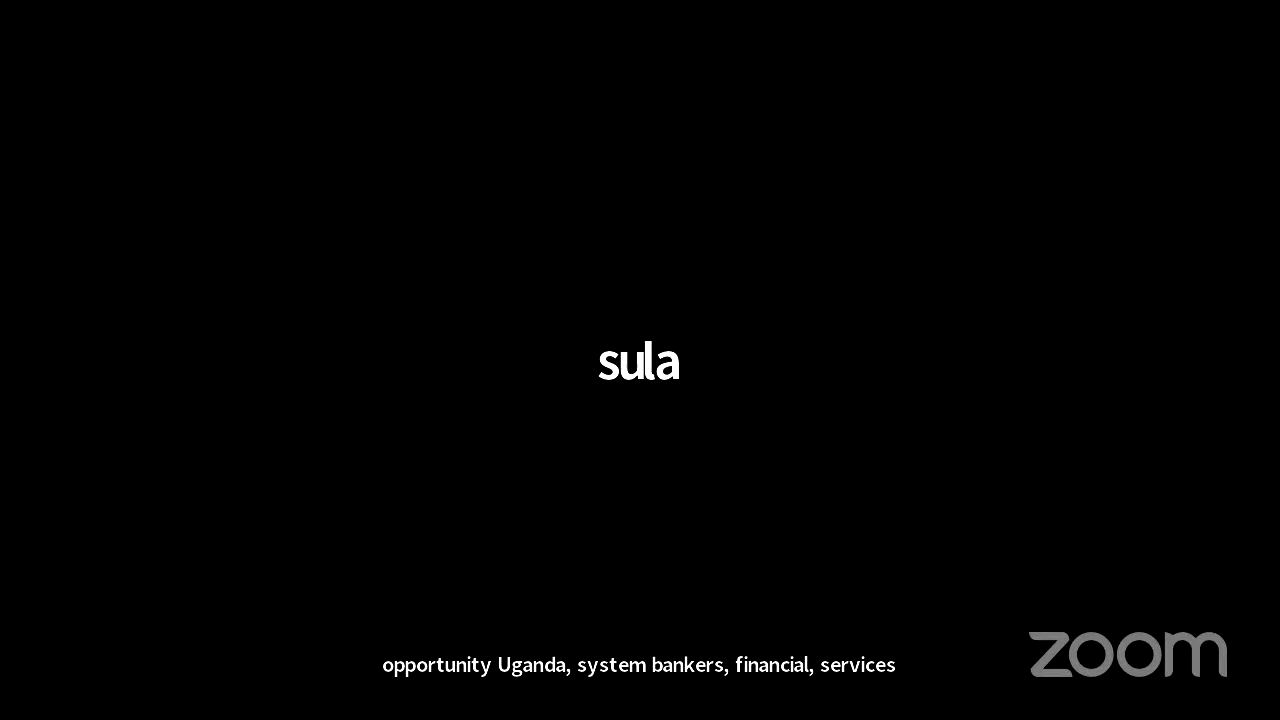 sula
opportunity Uganda, system bankers, financial, services
zoom